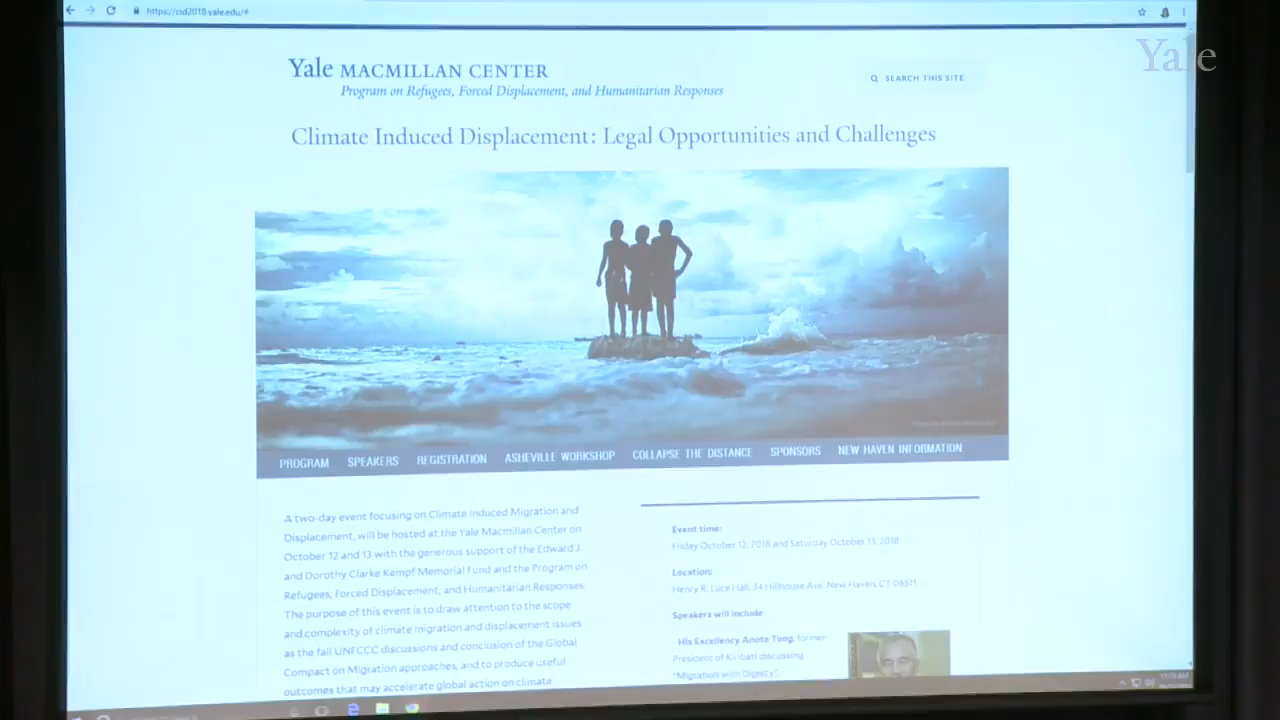 https://cid2018.yale.edu/#
Yale
Yale MACMILLAN CENTER
SEARCH THIS SITE
Program on Refugees, Forced Displacement, and Humanitarian Responses
Climate Induced Displacement: Legal Opportunities and Challenges
PROGRAM SPEAKERS REGISTRATION ASHEVILLE WORKSHOP COLLAPSE THE DISTANCE SPONSORS NEW HAVEN INFORMATION
A two-day event focusing on Climate Induced Migration and
Displacement, will be hosted at the Yale Macmillan Center on
October 12 and 13 with the generous support of the Edward J.
and Dorothy Clarke Kempf Memorial Fund and the Program on
Refugees, Forced Displacement, and Humanitarian Responses.
The purpose of this event is to draw attention to the scope
and complexity of climate migration and displacement issues
as the fall UNFCCC discussions and conclusion of the Global
Compact on Migration approaches, and to produce useful
outcomes that may accelerate global action on climate
Event time:
Friday October 12, 2018 and Saturday October 13, 2018
Location:
Henry R. Luce Hall, 34 Hillhouse Ave, New Haven, CT 06511
Speakers will include:
- His Excellency Anote Tong, former
President of Kiribati discussing
"Migration with Dignity".